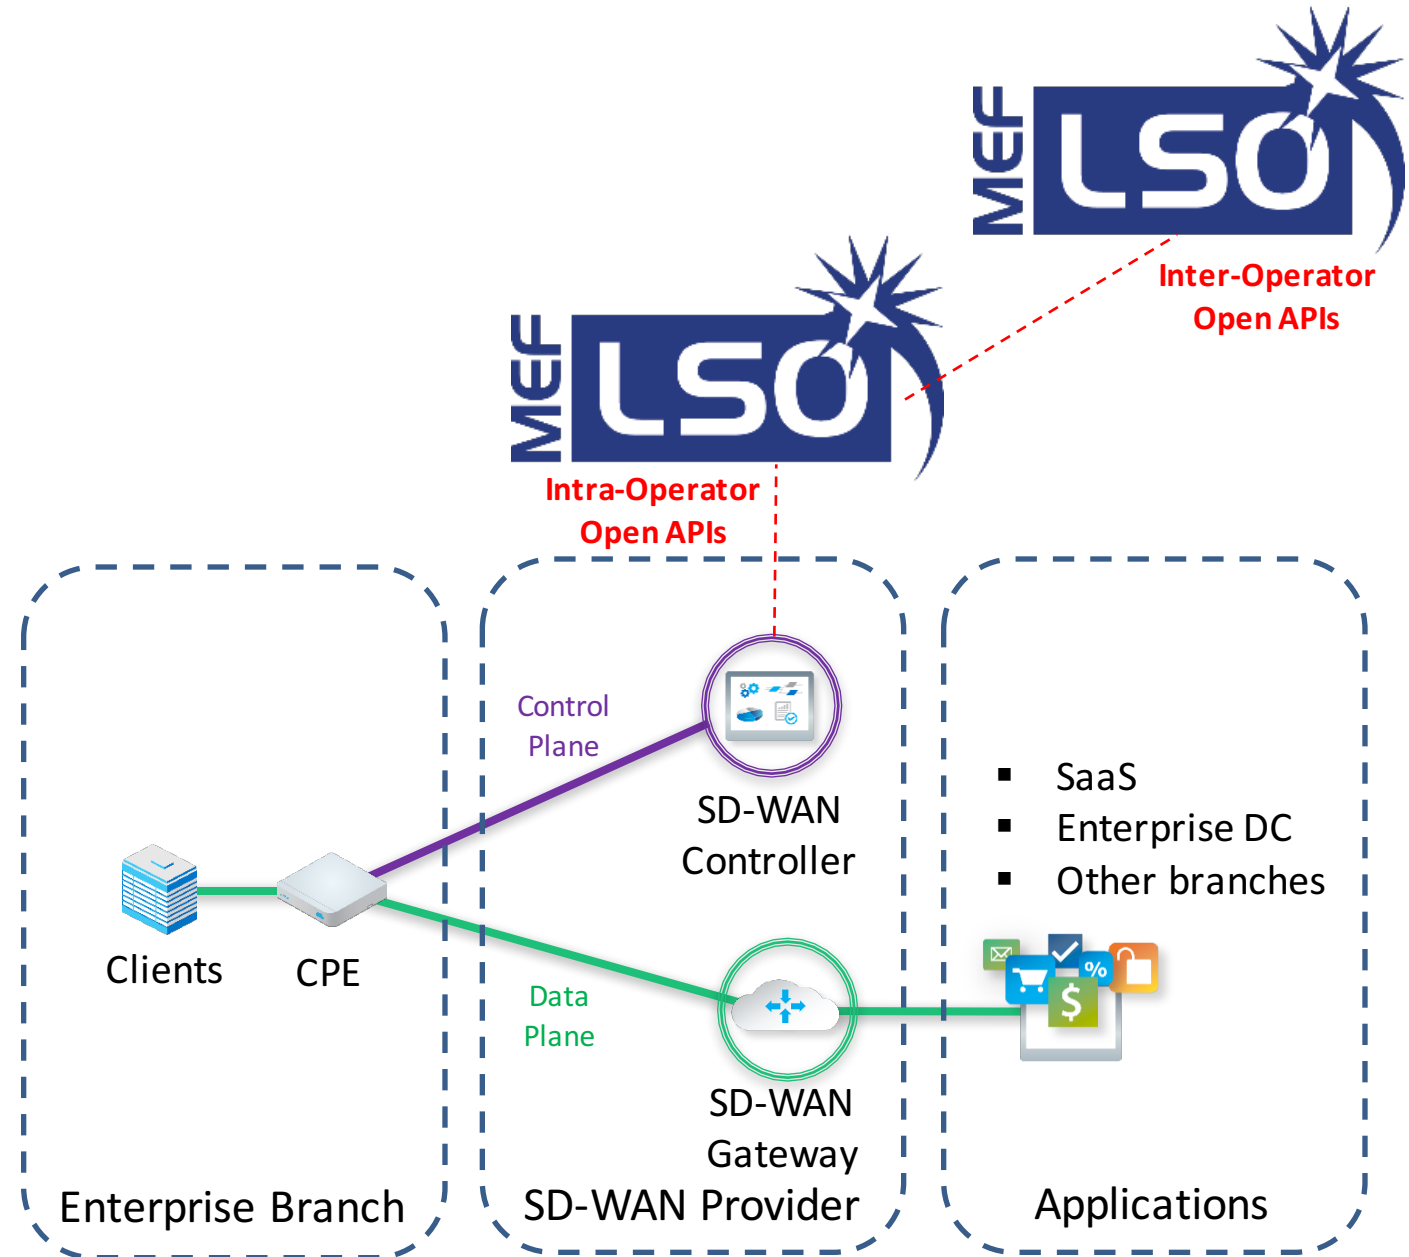 MEF
LSO
Inter-Operator
Open APIs
MEF
LSO
Intra-Operator
Open APIs
Control
Plane
SD-WAN
Controller
▪ SaaS
▪ Enterprise DC
▪ Other branches
Clients
CPE
%
$
Data
Plane
SD-WAN
Gateway
Enterprise Branch
SD-WAN Provider
Applications